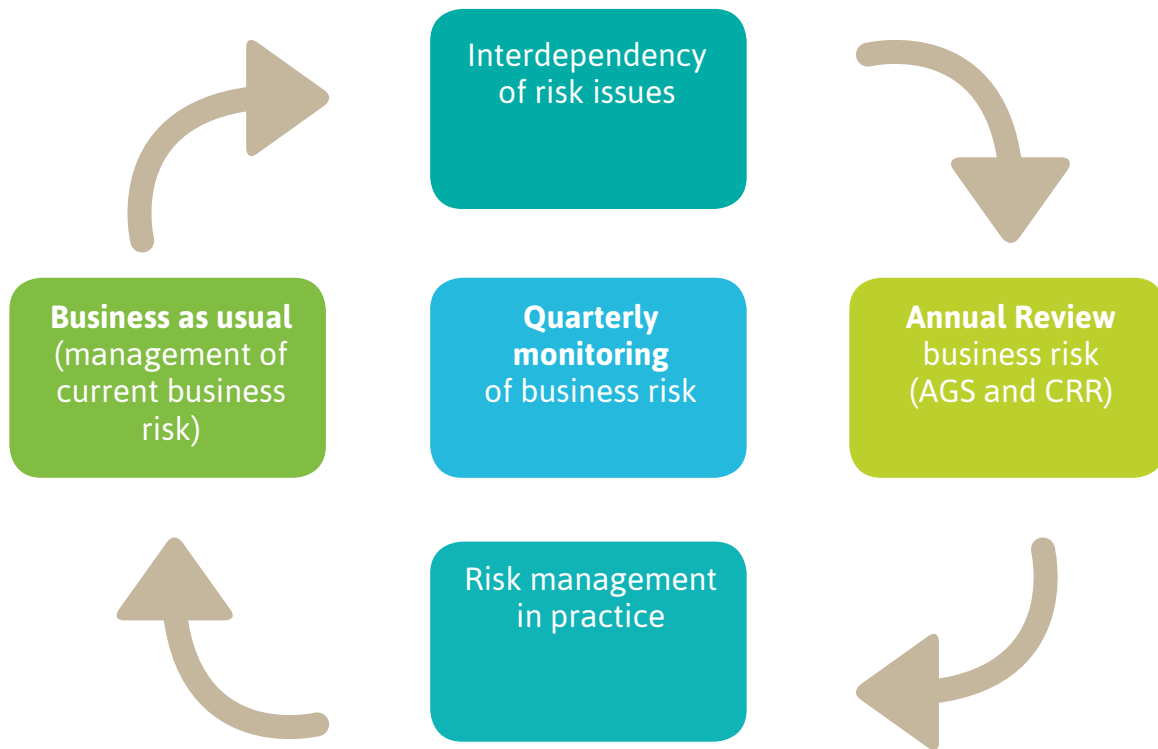 Interdependency
of risk issues
Business as usual
(management of
current business
risk)
Quarterly
monitoring
of business risk
Annual Review
business risk
(AGS and CRR)
Risk management
in practice